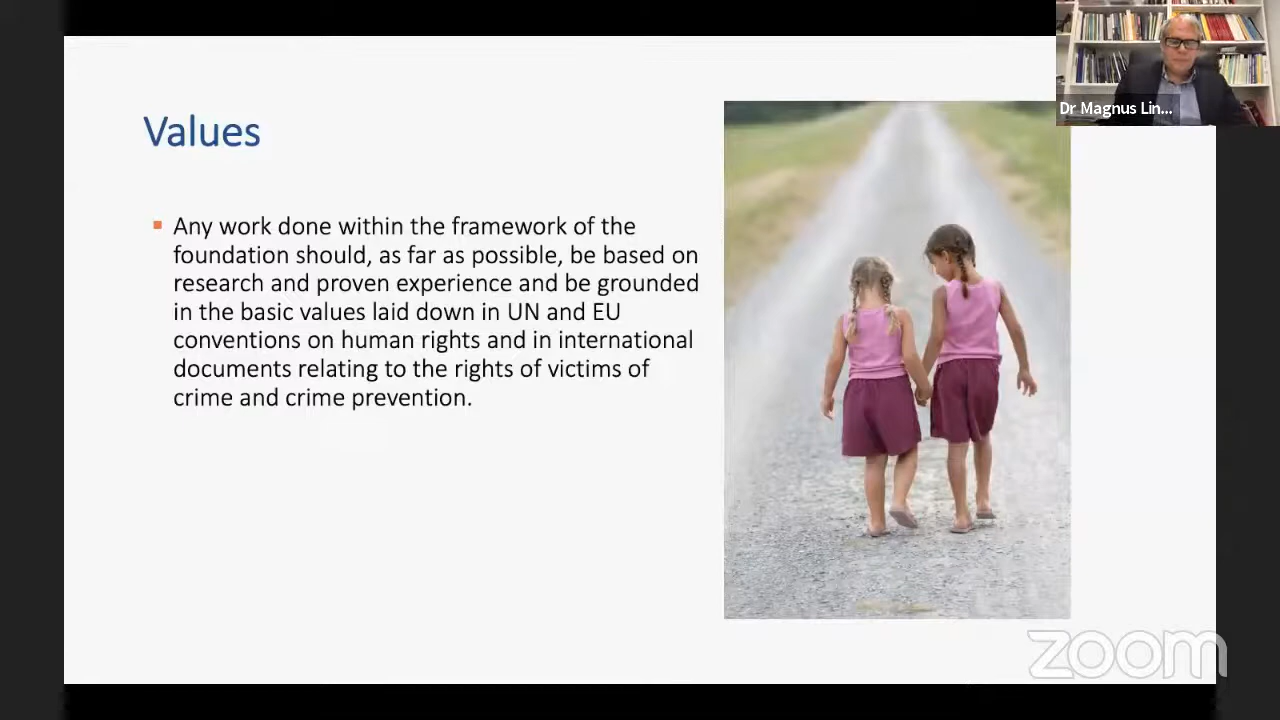 Dr Magnus Lin...
Values
Any work done within the framework of the
foundation should, as far as possible, be based on
research and proven experience and be grounded
in the basic values laid down in UN and EU
conventions on human rights and in international
documents relating to the rights of victims of
crime and crime prevention.
zoom